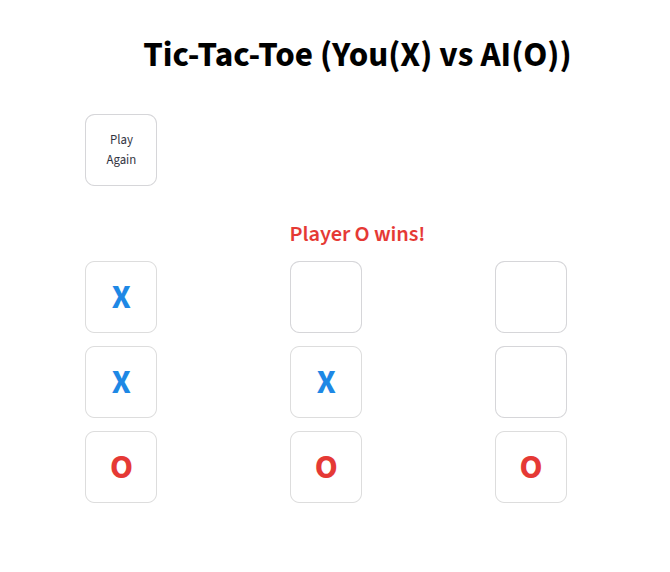 Tic-Tac-Toe (You(X) vs AI(O))
Play
Again
Player O wins!
X
X X
O O O